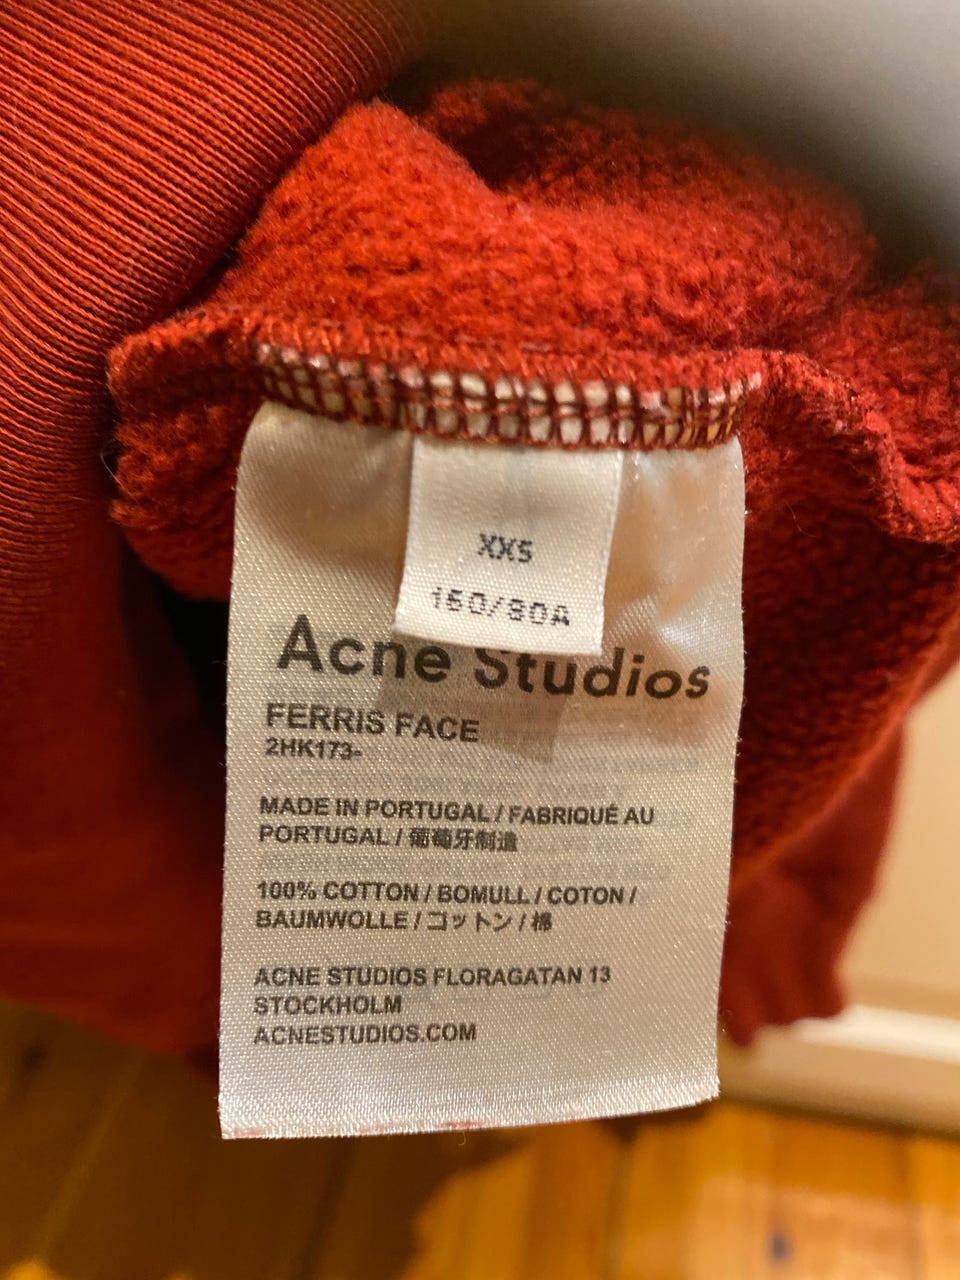 XXS
160/80A
Acne Studios
FERRIS FACE
2HK173-
MADE IN PORTUGAL / FABRIQUÉ AU
PORTUGAL / 葡萄牙制造
100% COTTON / BOMULL / COTON /
BAUMWOLLE / コットン / 棉
ACNE STUDIOS FLORAGATAN 13
STOCKHOLM
ACNESTUDIOS.COM